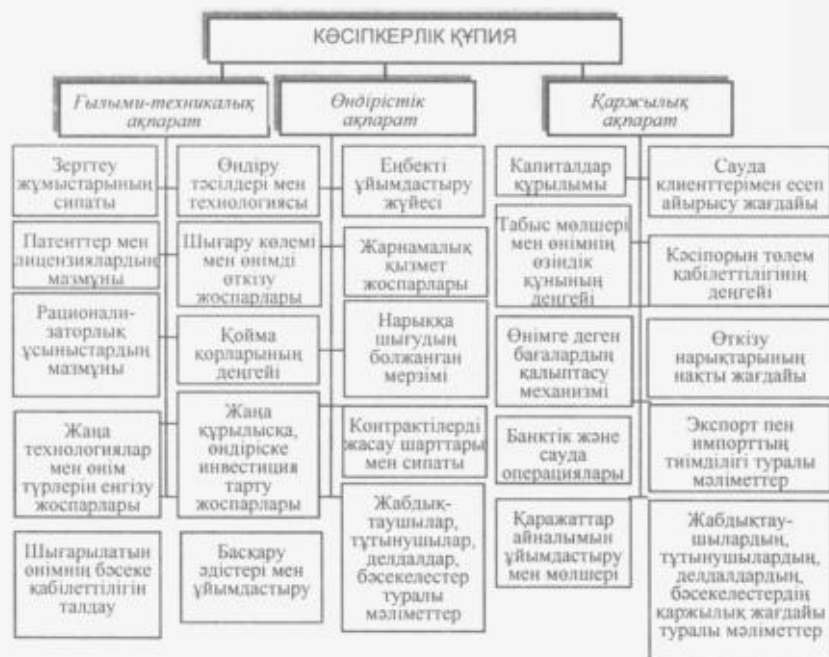 КӘСІПКЕРЛІК ҚҰПИЯ
Ғылыми-техникалық
ақпарат
Өндірістік
ақпарат
Қаржылық
ақпарат
Зерттеу
жұмыстарының
сипаты
Патенттер мен
лицензиялардың
мазмұны
Рационали-
заторлық
ұсыныстардың
мазмұны
Жаңа
технологиялар
мен өнім
түрлерін енгізу
жоспарлары
Шығарылатын
өнімнің бәсеке
қабілеттілігін
талдау
Өндіру
тәсілдері мен
технологиясы
Шығару көлемі
мен өнімді
өткізу
жоспарлары
Қойма
қорларының
деңгейі
Жаңа
құрылысқа,
өндіріске
инвестиция
тарту
жоспарлары
Басқару
әдістері мен
ұйымдастыру
Еңбекті
ұйымдастыру
жүйесі
Жарнамалық
қызмет
жоспарлары
Нарыққа
шығудың
болжанған
мерзімі
Контрактілерді
жасау шарттары
мен сипаты
Жабдық-
таушылар,
тұтынушылар,
делдалдар,
бәсекелестер
туралы
мәліметтер
Капиталдар
құрылымы
Табыс мөлшері
мен өнімнің
өзіндік
құнының
деңгейі
Өнімге деген
бағалардың
қалыптасу
механизмі
Банктік және
сауда
операциялары
Қаражаттар
айналымын
ұйымдастыру
мен мөлшері
Сауда
клиенттерімен есеп
айырысу жағдайы
Кәсіпорын төлем
қабілеттілігінің
деңгейі
Өткізу
нарықтарының
нақты жағдайы
Экспорт пен
импорттың
тиімділігі туралы
мәліметтер
Жабдықтау-
шылардың,
тұтынушылардың,
делдалдардың,
бәсекелестердің
қаржылық жағдайы
туралы мәліметтер